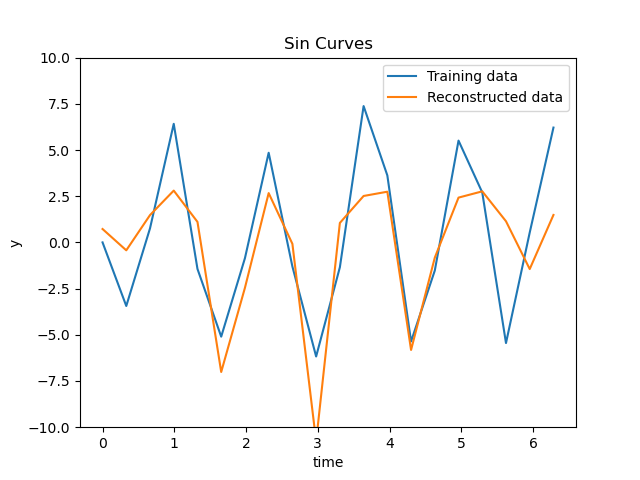 Sin Curves
Training data
Reconstructed data
10.0
7.5
5.0
2.5
0.0
−2.5
−5.0
−7.5
−10.0
y
0 1 2 3 4 5 6
time